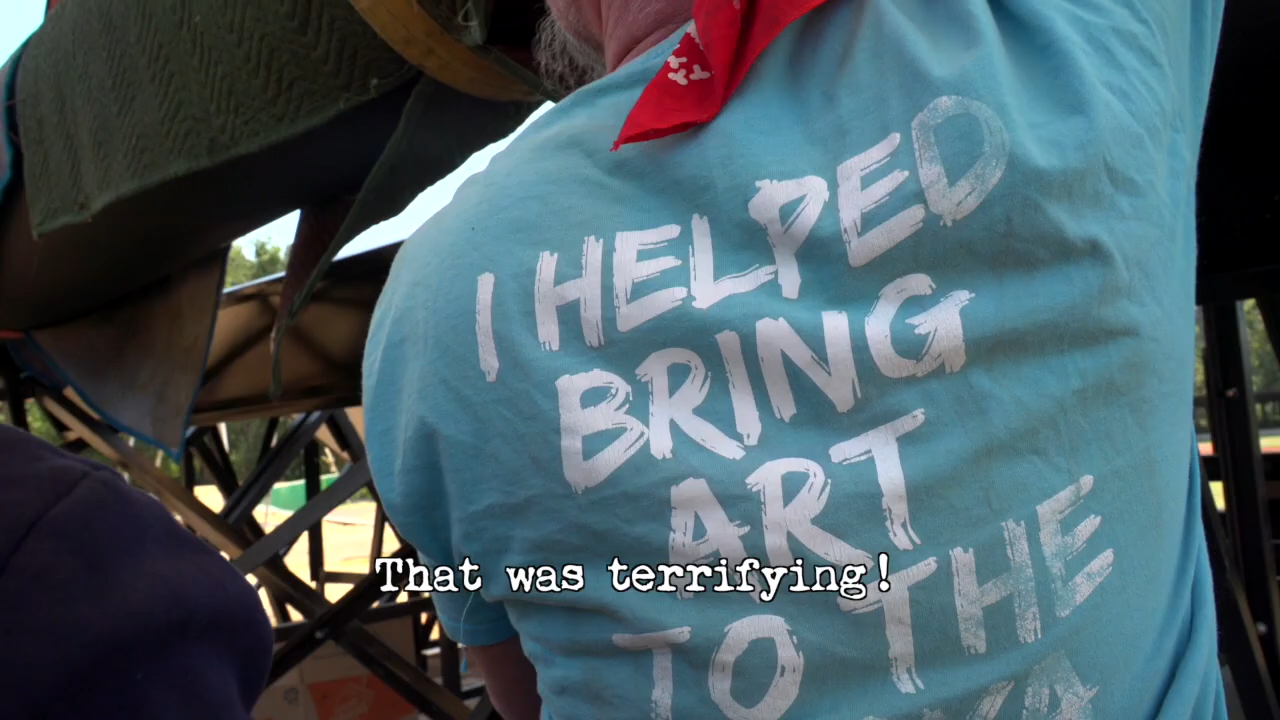 I HELPED
BRING
ART
TO THE
That was terrifying!